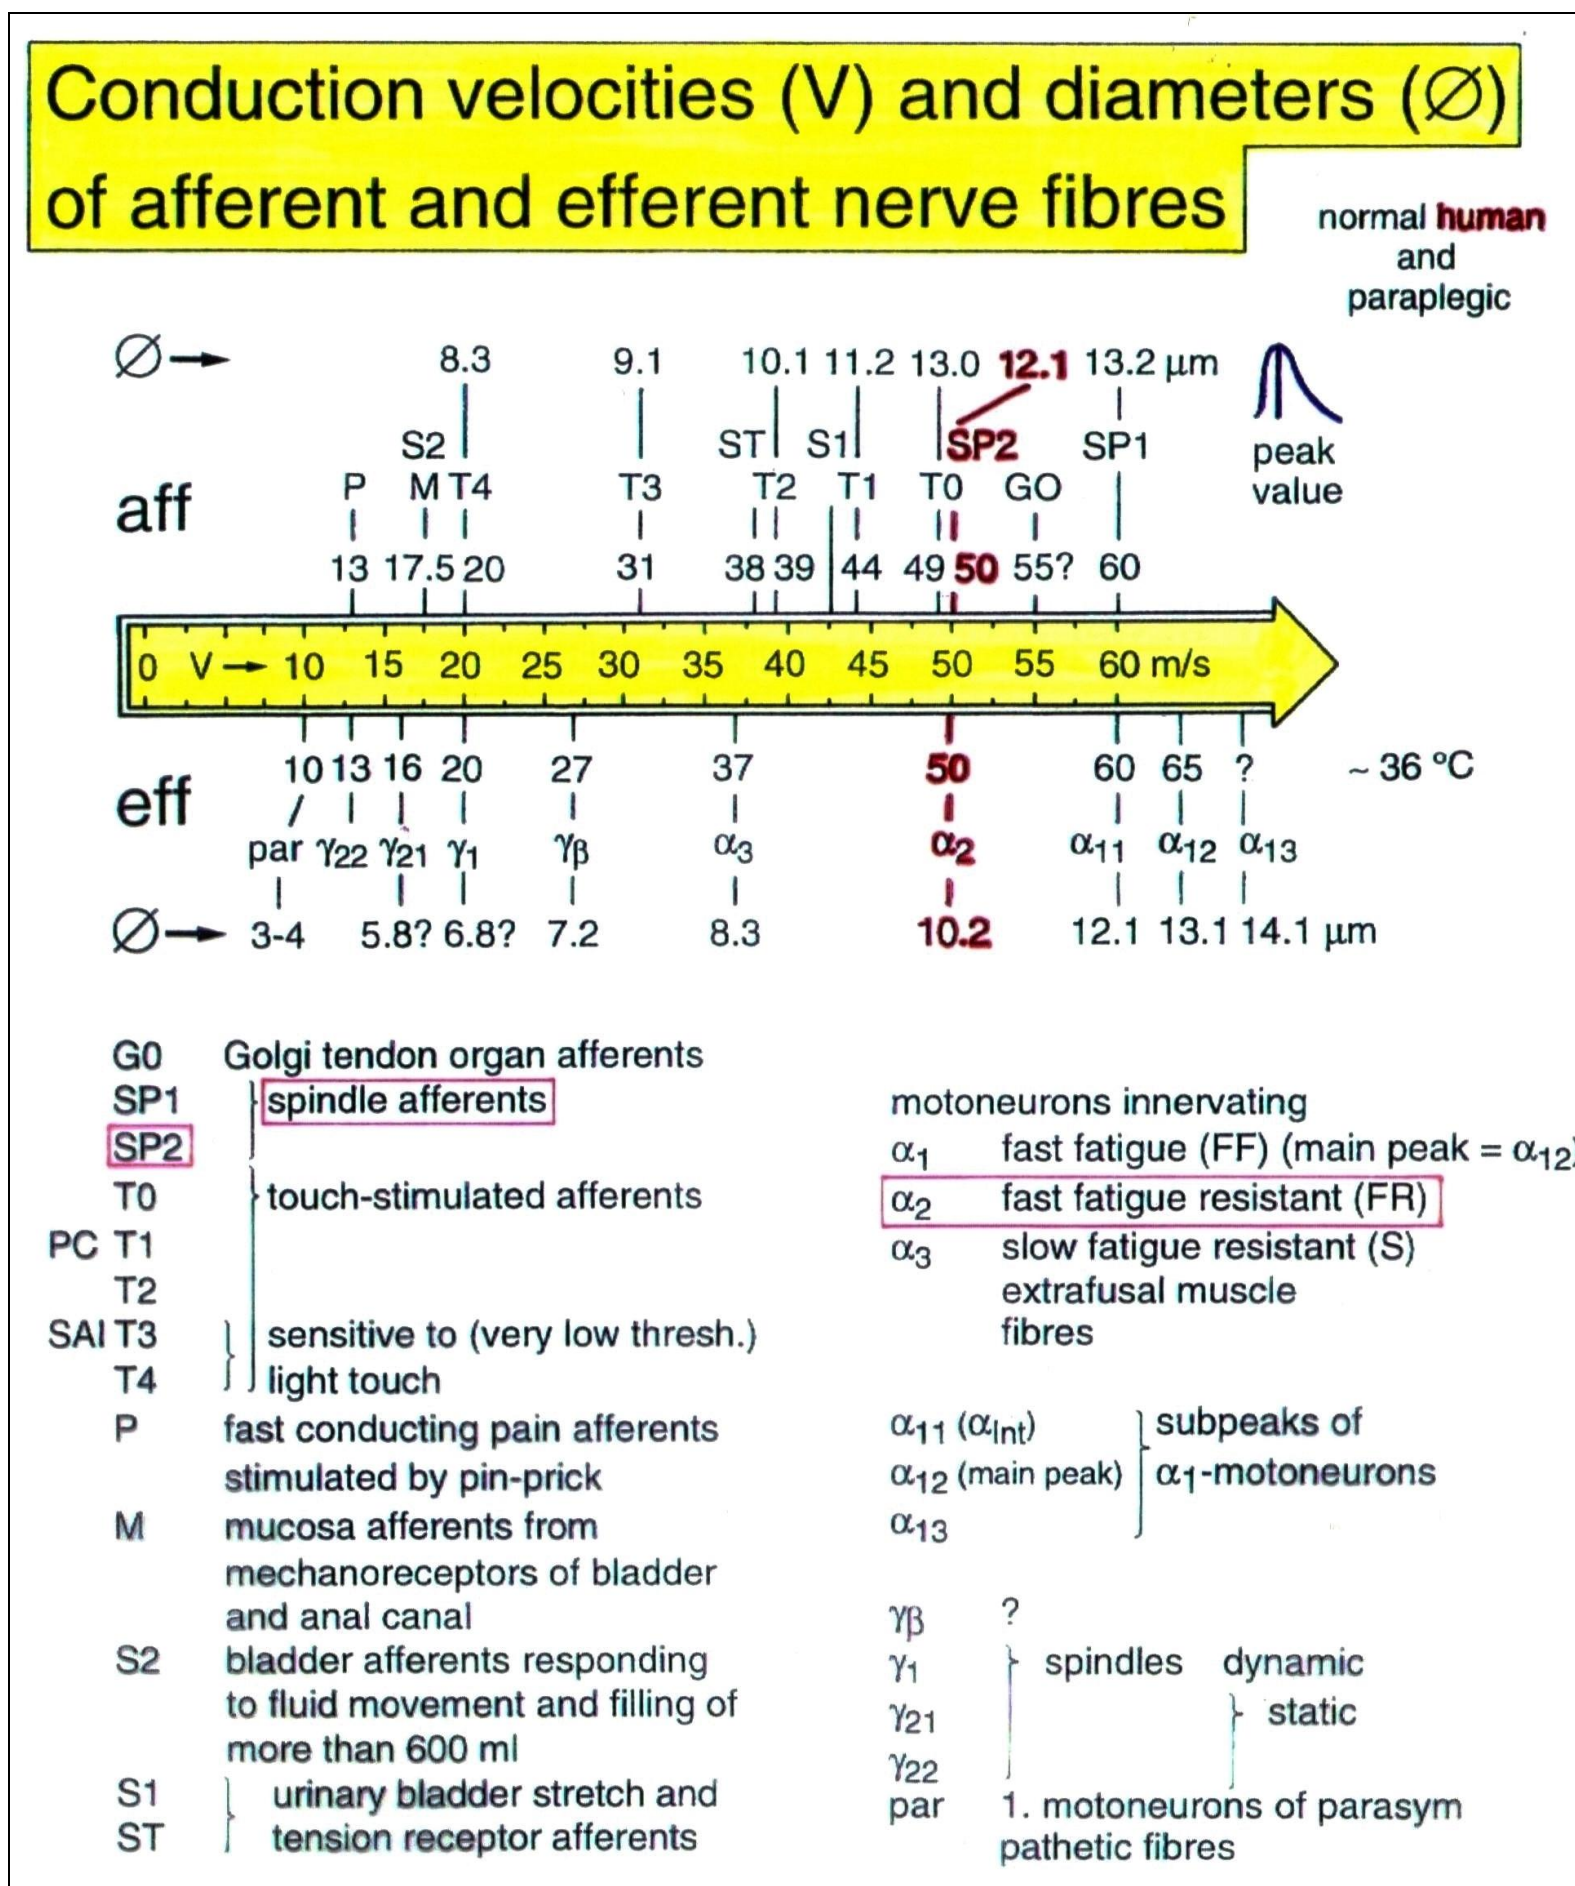 Conduction velocities (V) and diameters (∅)
of afferent and efferent nerve fibres
normal human
and
paraplegic
∅→ 8.3 9.1 10.1 11.2 13.0 12.1 13.2 µm
S2 ST S1 SP2 SP1
peak
value
aff
P M T4 T3 T2 T1 T0 GO
13 17.5 20 31 38 39 44 49 50 55? 60
0 V→ 10 15 20 25 30 35 40 45 50 55 60 m/s
10 13 16 20 27 37 50 60 65 ? ~ 36 ºC
eff
par γ22 γ21 γ1 γβ α3 α2 α11 α12 α13
∅→ 3-4 5.8? 6.8? 7.2 8.3 10.2 12.1 13.1 14.1 µm
G0 Golgi tendon organ afferents
SP1 spindle afferents
SP2
T0 touch-stimulated afferents
PC T1
T2
SAI T3 sensitive to (very low thresh.)
T4 light touch
P fast conducting pain afferents
stimulated by pin-prick
M mucosa afferents from
mechanoreceptors of bladder
and anal canal
S2 bladder afferents responding
to fluid movement and filling of
more than 600 ml
S1 urinary bladder stretch and
ST tension receptor afferents
motoneurons innervating
α1 fast fatigue (FF) (main peak = α12)
α2 fast fatigue resistant (FR)
α3 slow fatigue resistant (S)
extrafusal muscle
fibres
α11 (αInt) subpeaks of
α12 (main peak) α1-motoneurons
α13
γβ ?
γ1 spindles dynamic
γ21 static
γ22
par 1. motoneurons of parasym
pathetic fibres